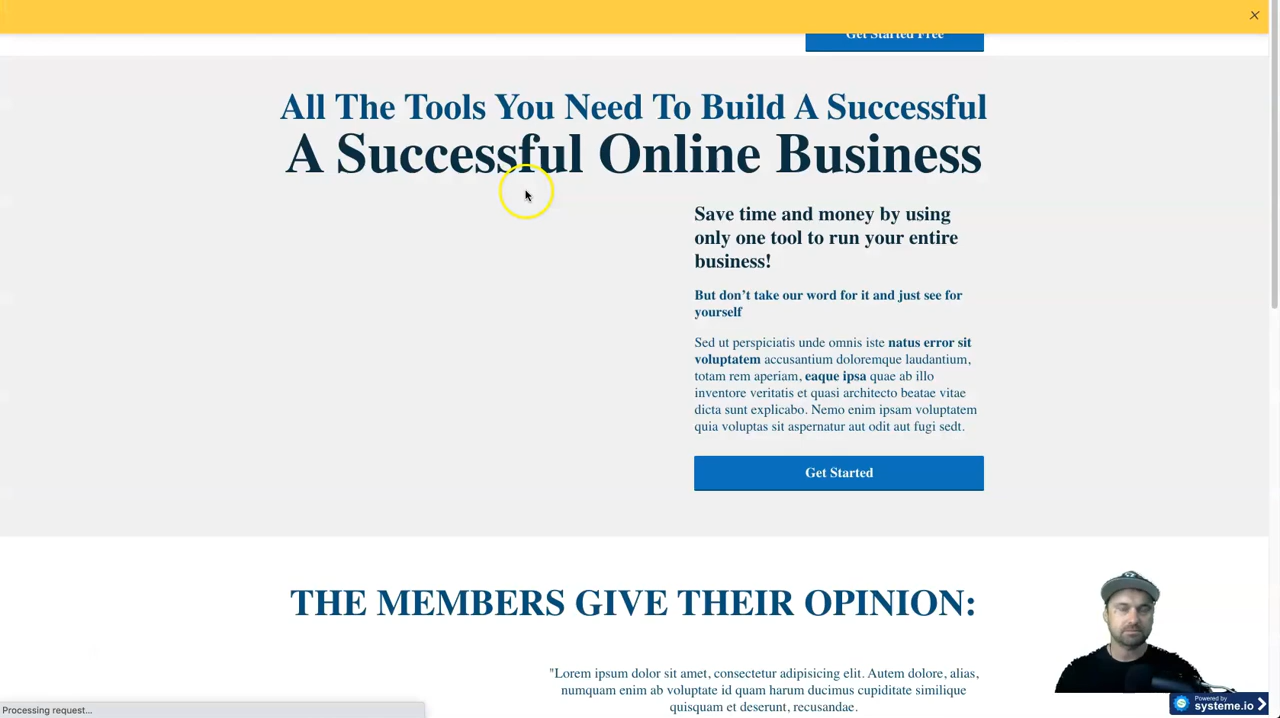 Get Started Free
All The Tools You Need To Build A Successful
A Successful Online Business
Save time and money by using
only one tool to run your entire
business!
But don’t take our word for it and just see for
yourself
Sed ut perspiciatis unde omnis iste natus error sit
voluptatem accusantium doloremque laudantium,
totam rem aperiam, eaque ipsa quae ab illo
inventore veritatis et quasi architecto beatae vitae
dicta sunt explicabo. Nemo enim ipsam voluptatem
quia voluptas sit aspernatur aut odit aut fugi sedt.
Get Started
THE MEMBERS GIVE THEIR OPINION:
"Lorem ipsum dolor sit amet, consectetur adipisicing elit. Autem dolore, alias,
numquam enim ab voluptate id quam harum ducimus cupiditate similique
quisquam et deserunt, recusandae.
Processing request...
Powered by
systeme.io